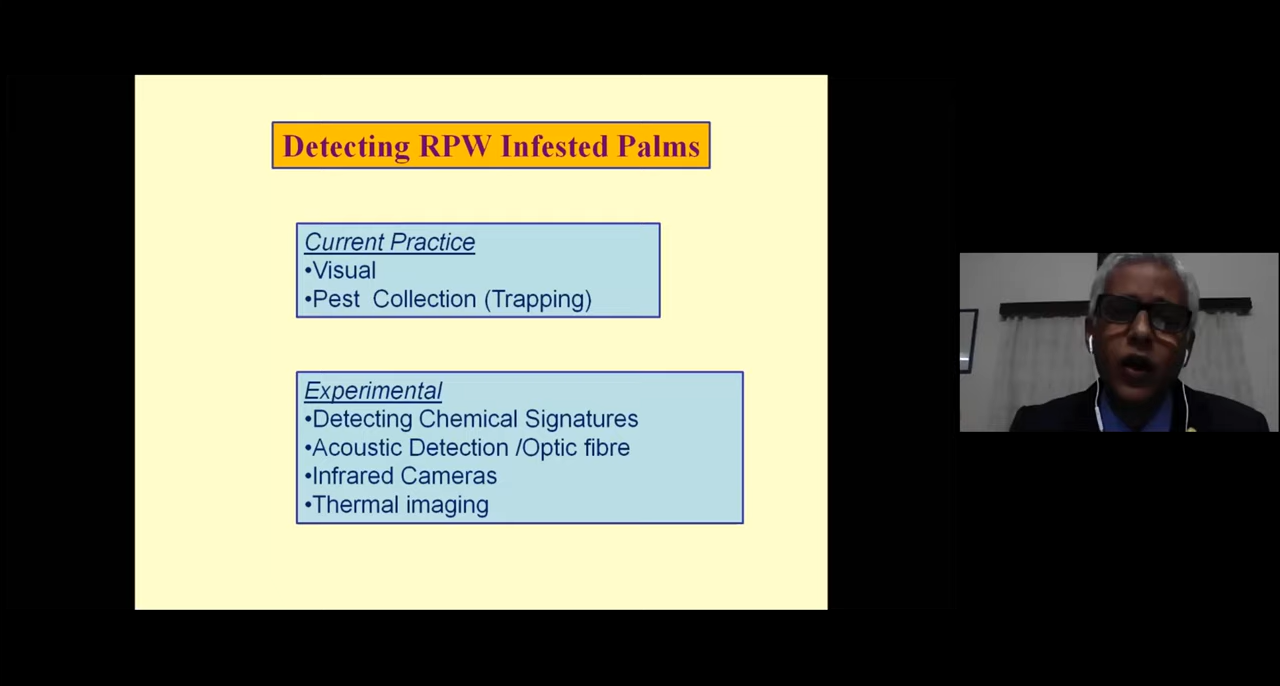 Detecting RPW Infested Palms
Current Practice
•Visual
•Pest Collection (Trapping)
Experimental
•Detecting Chemical Signatures
•Acoustic Detection /Optic fibre
•Infrared Cameras
•Thermal imaging